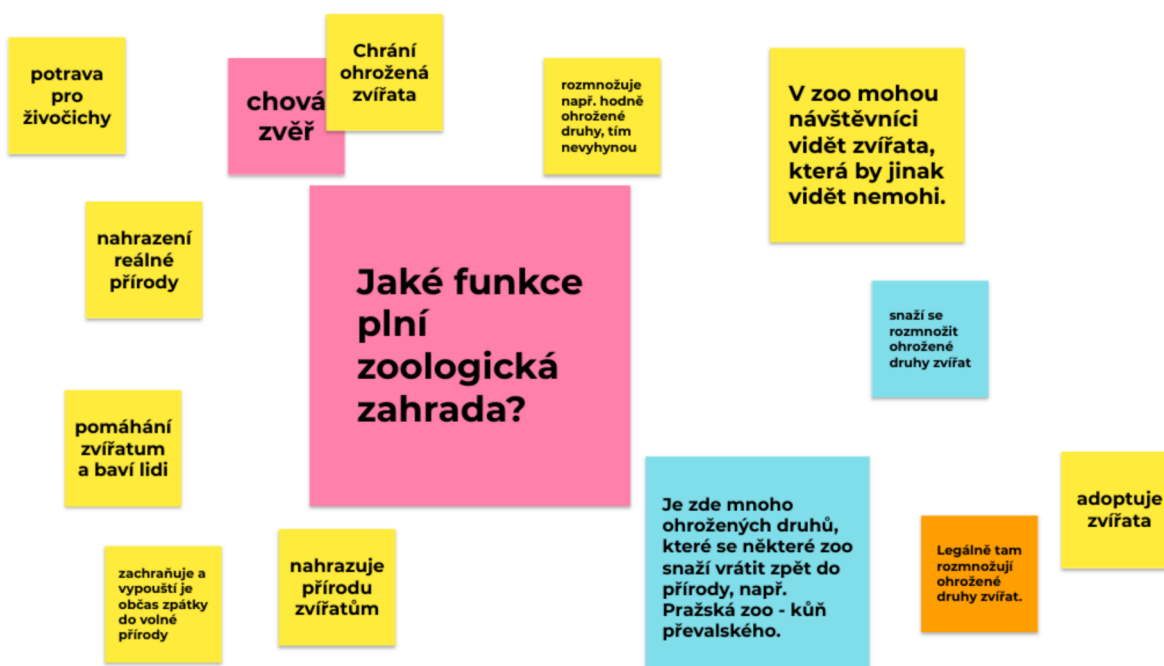 potrava
pro
živočichy
chová
zvěř
Chrání
ohrožená
zvířata
rozmnožuje
např. hodně
ohrožené
druhy, tím
nevyhynou
V zoo mohou
návštěvníci
vidět zvířata,
která by jinak
vidět nemohi.
nahrazení
reálné
přírody
Jaké funkce
plní
zoologická
zahrada?
snaží se
rozmnožit
ohrožené
druhy zvířat
pomáhání
zvířatum
a baví lidi
Je zde mnoho
ohrožených druhů,
které se některé zoo
snaží vrátit zpět do
přírody, např.
Pražská zoo - kůň
převalského.
adoptuje
zvířata
Legálně tam
rozmnožují
ohrožené
druhy zvířat.
zachraňuje a
vypouští je
občas zpátky
do volné
přírody
nahrazuje
přírodu
zvířatům